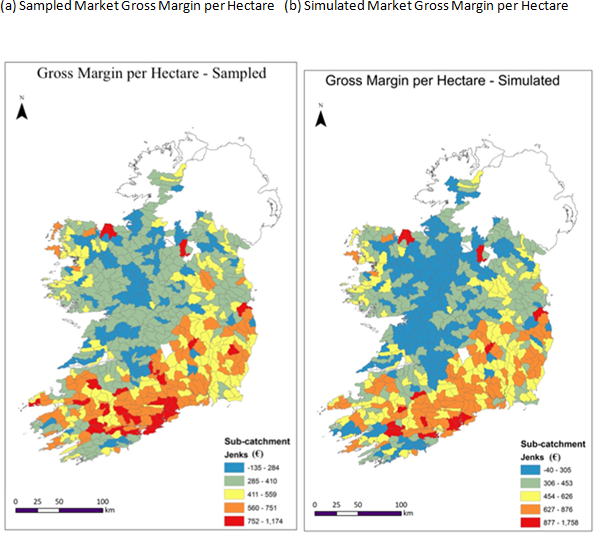 (a) Sampled Market Gross Margin per Hectare (b) Simulated Market Gross Margin per Hectare
Gross Margin per Hectare - Sampled
N
Sub-catchment
Jenks (€)
-135 - 284
285 - 410
411 - 559
560 - 751
752 - 1,174
0 25 50 100
km
Gross Margin per Hectare - Simulated
N
Sub-catchment
Jenks (€)
-40 - 305
306 - 453
454 - 626
627 - 876
877 - 1,758
0 25 50 100
km